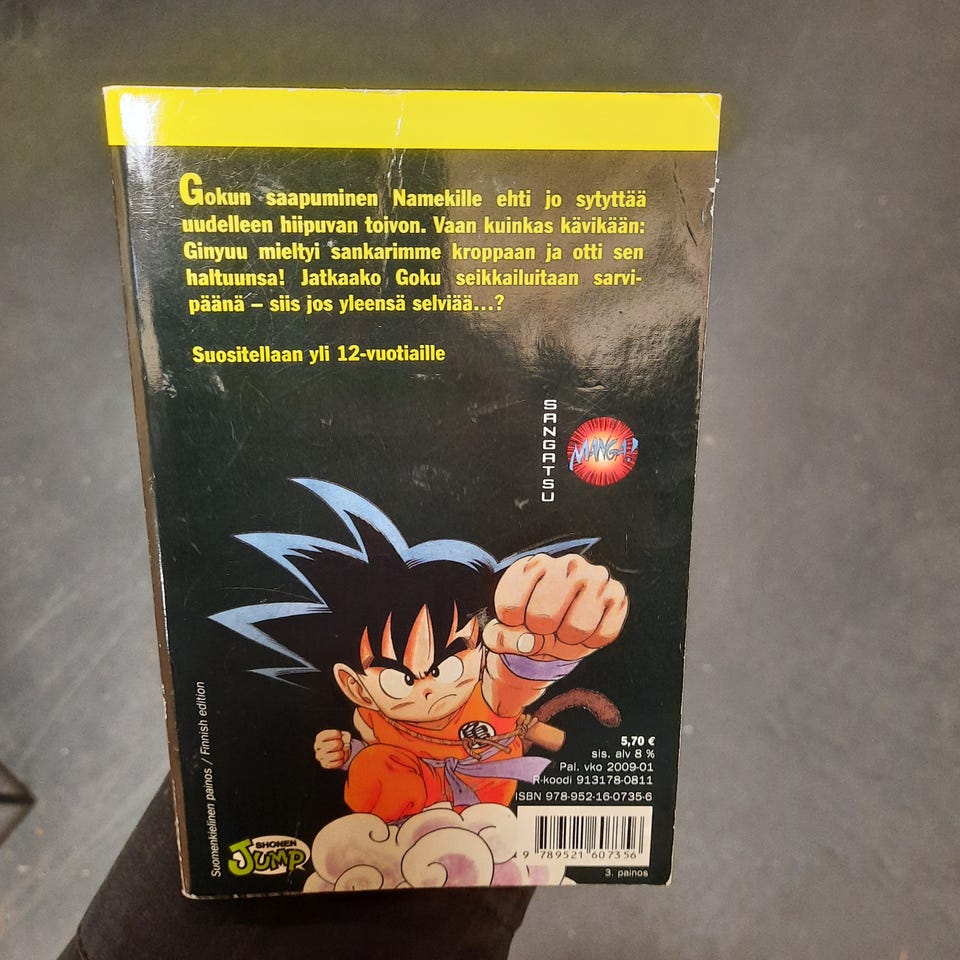 Gokun saapuminen Namekille ehti jo sytyttää
uudelleen hiipuvan toivon. Vaan kuinkas kävikään:
Ginyuu mieltyi sankarimme kroppaan ja otti sen
haltuunsa! Jatkaako Goku seikkailuitaan sarvi-
päänä – siis jos yleensä selviää...?
Suositellaan yli 12-vuotiaille
SANGATSU
MANGA!
Suomenkielinen painos / Finnish edition
SHONEN
JUMP
5,70 €
sis. alv 8 %
Pal. vko 2009-01
R-koodi 913178-0811
ISBN 978-952-16-0735-6
9 789521 607356
3. painos